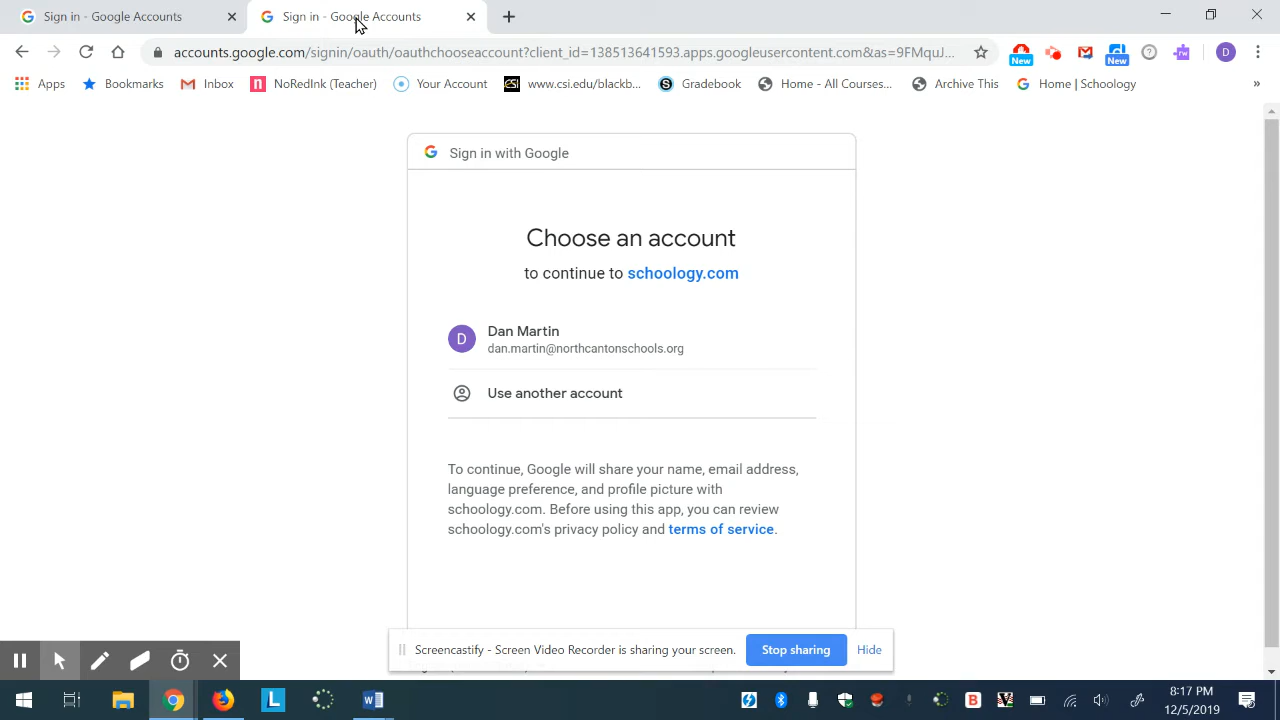 Sign in - Google Accounts
Sign in - Google Accounts
accounts.google.com/signin/oauth/oauthchooseaccount?client_id=138513641593.apps.googleusercontent.com&as=9FMquJ...
New
New
D
Apps
Bookmarks
Inbox
NoRedInk (Teacher)
Your Account
www.csi.edu/blackb...
Gradebook
Home - All Courses...
Archive This
Home | Schoology
»
Sign in with Google
Choose an account
to continue to schoology.com
D
Dan Martin
dan.martin@northcantonschools.org
Use another account
To continue, Google will share your name, email address,
language preference, and profile picture with
schoology.com. Before using this app, you can review
schoology.com's privacy policy and terms of service.
Screencastify - Screen Video Recorder is sharing your screen.
Stop sharing
Hide
8:17 PM
12/5/2019